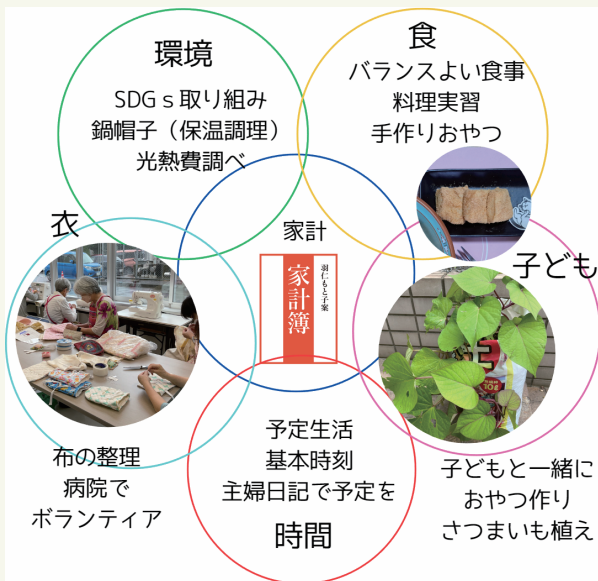 環境
SDGｓ取り組み
鍋帽子（保温調理）
光熱費調べ
食
バランスよい食事
料理実習
手作りおやつ
家計
羽仁もと子案
家計簿
衣
布の整理
病院で
ボランティア
子ども
土
子どもと一緒に
おやつ作り
さつまいも植え
予定生活
基本時刻
主婦日記で予定を
時間